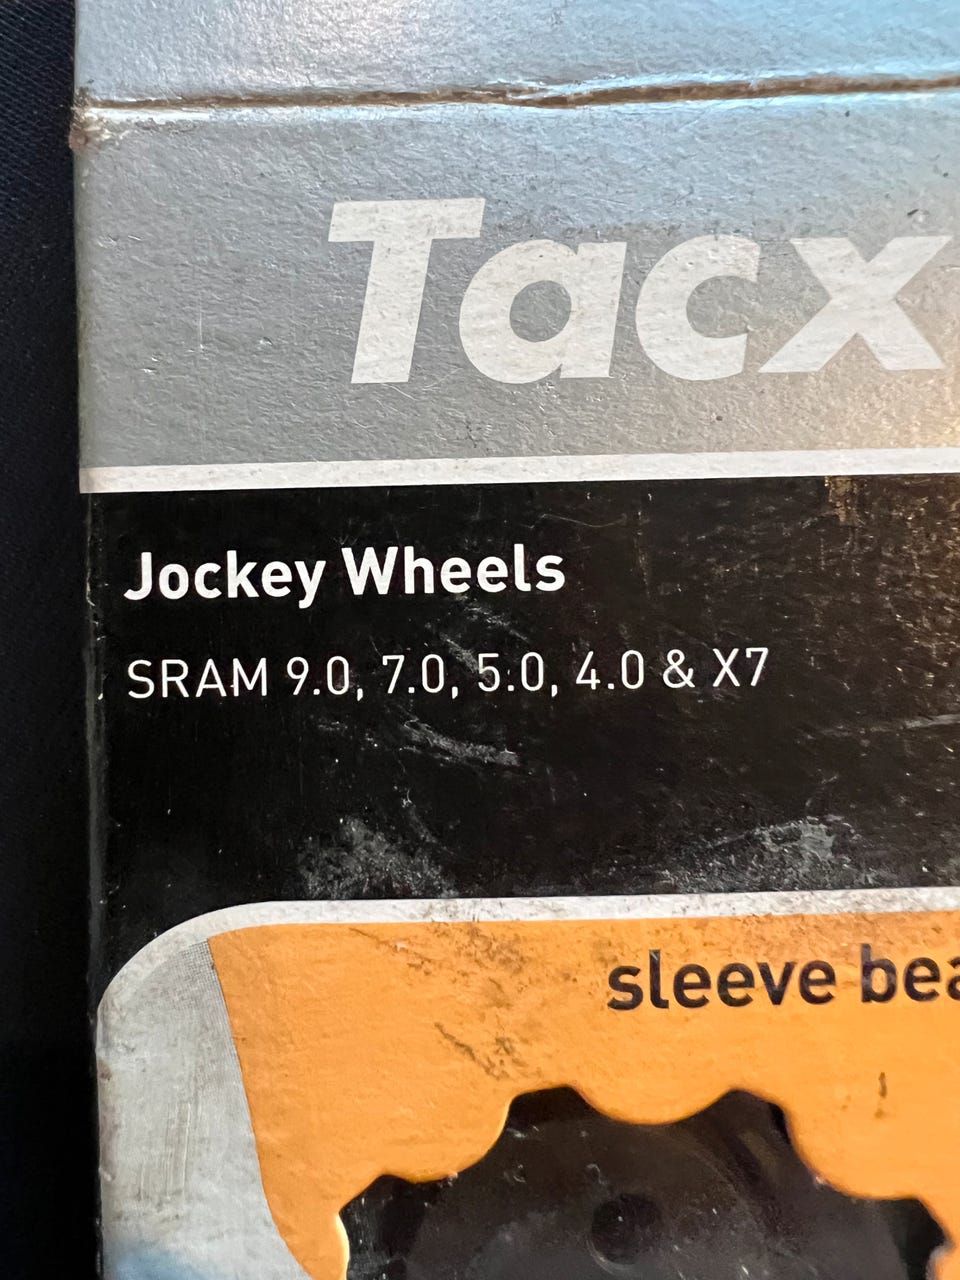 Tacx
Jockey Wheels
SRAM 9.0, 7.0, 5.0, 4.0 & X7
sleeve bea